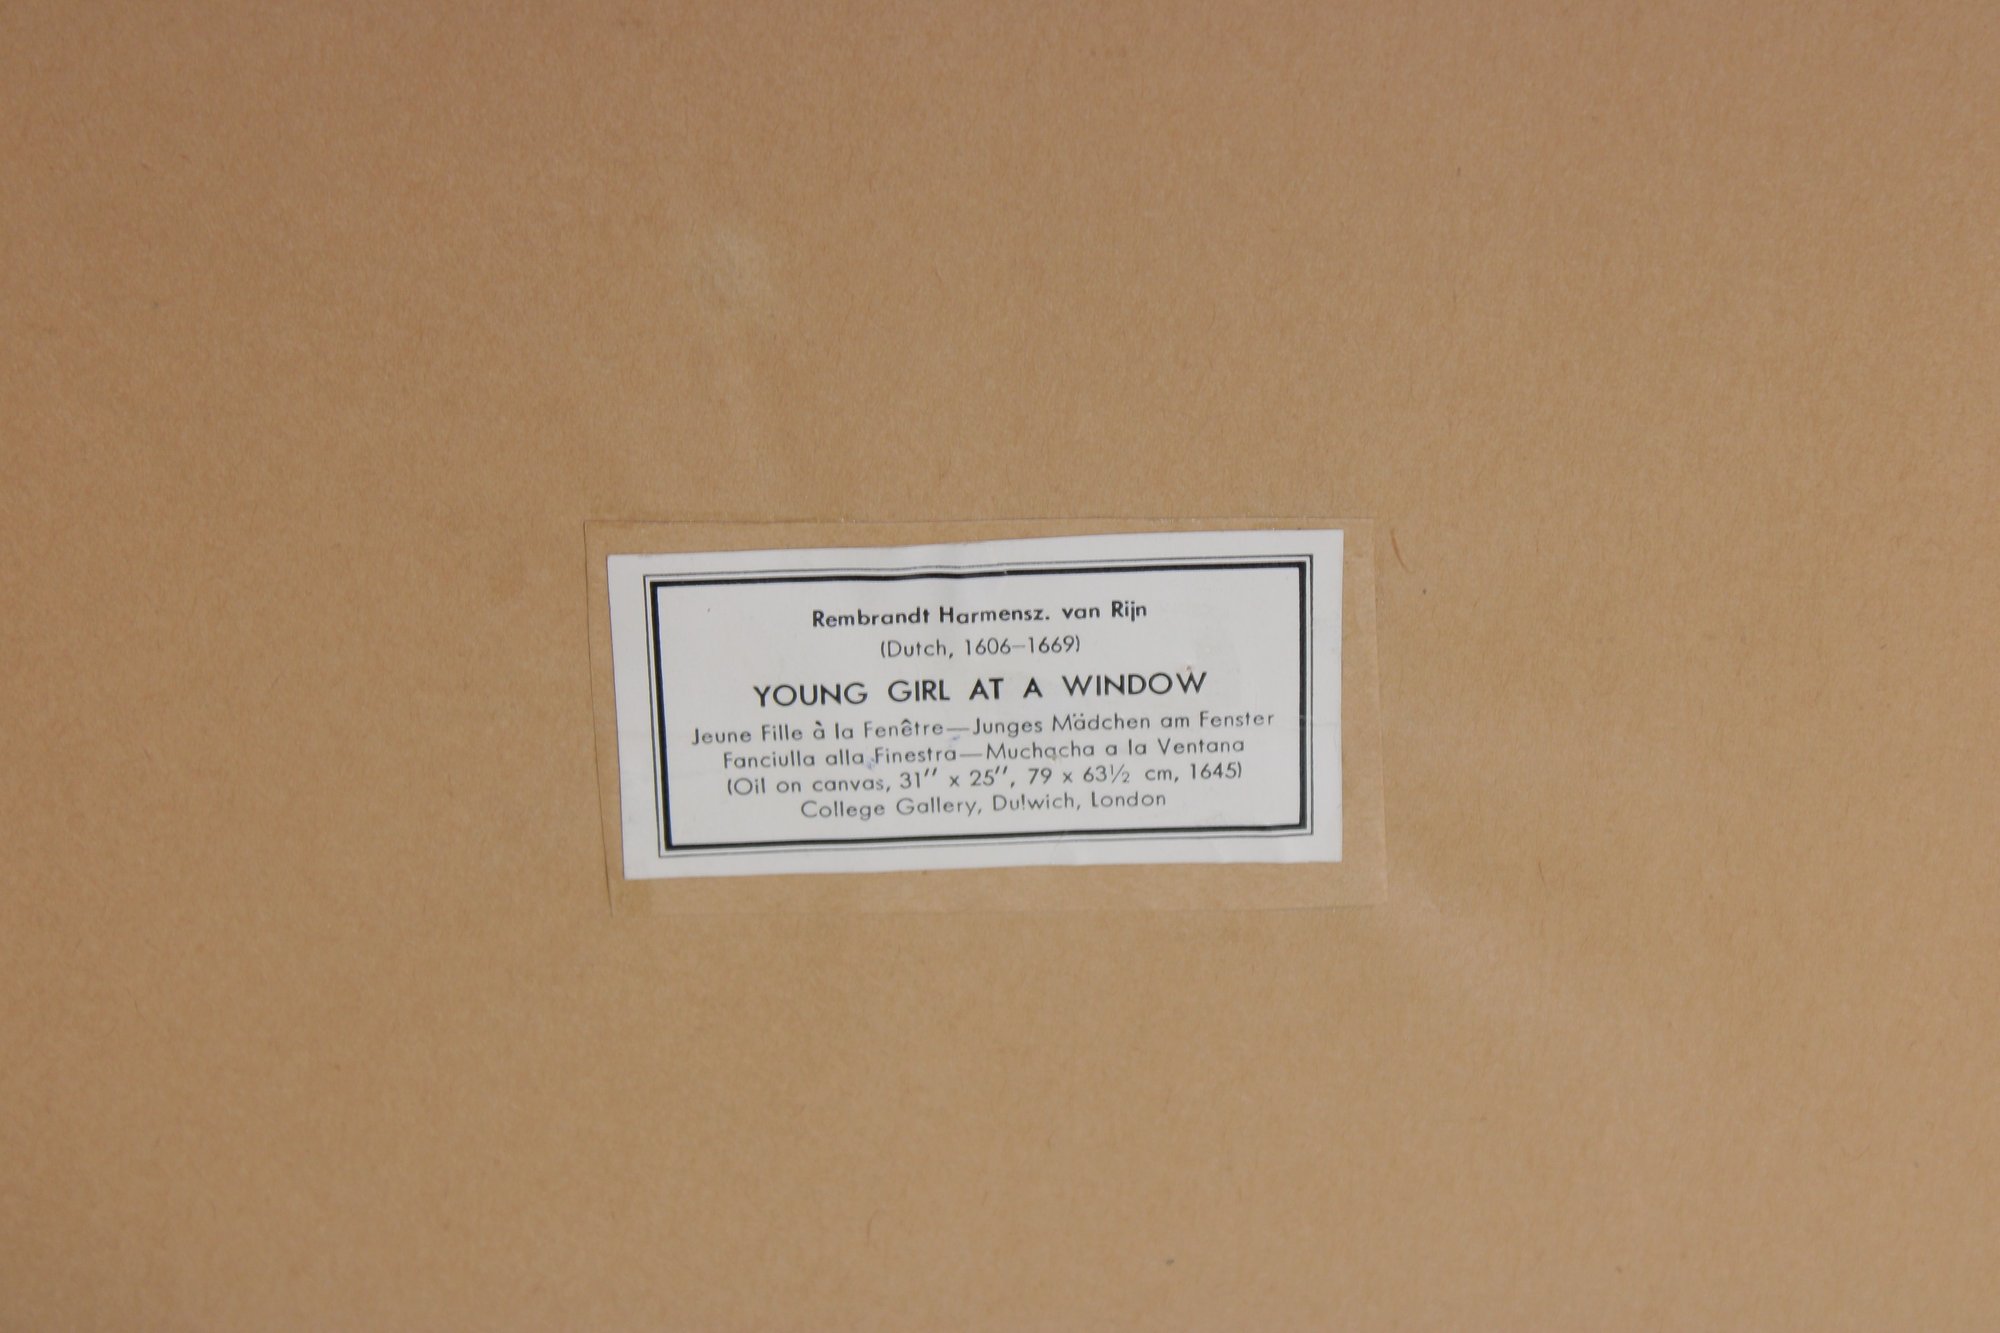 Rembrandt Harmensz. van Rijn
(Dutch, 1606–1669)
YOUNG GIRL AT A WINDOW
Jeune Fille à la Fenêtre—Junges Mädchen am Fenster
Fanciulla alla Finestra—Muchacha a la Ventana
(Oil on canvas, 31″ x 25″, 79 x 63½ cm, 1645)
College Gallery, Dulwich, London